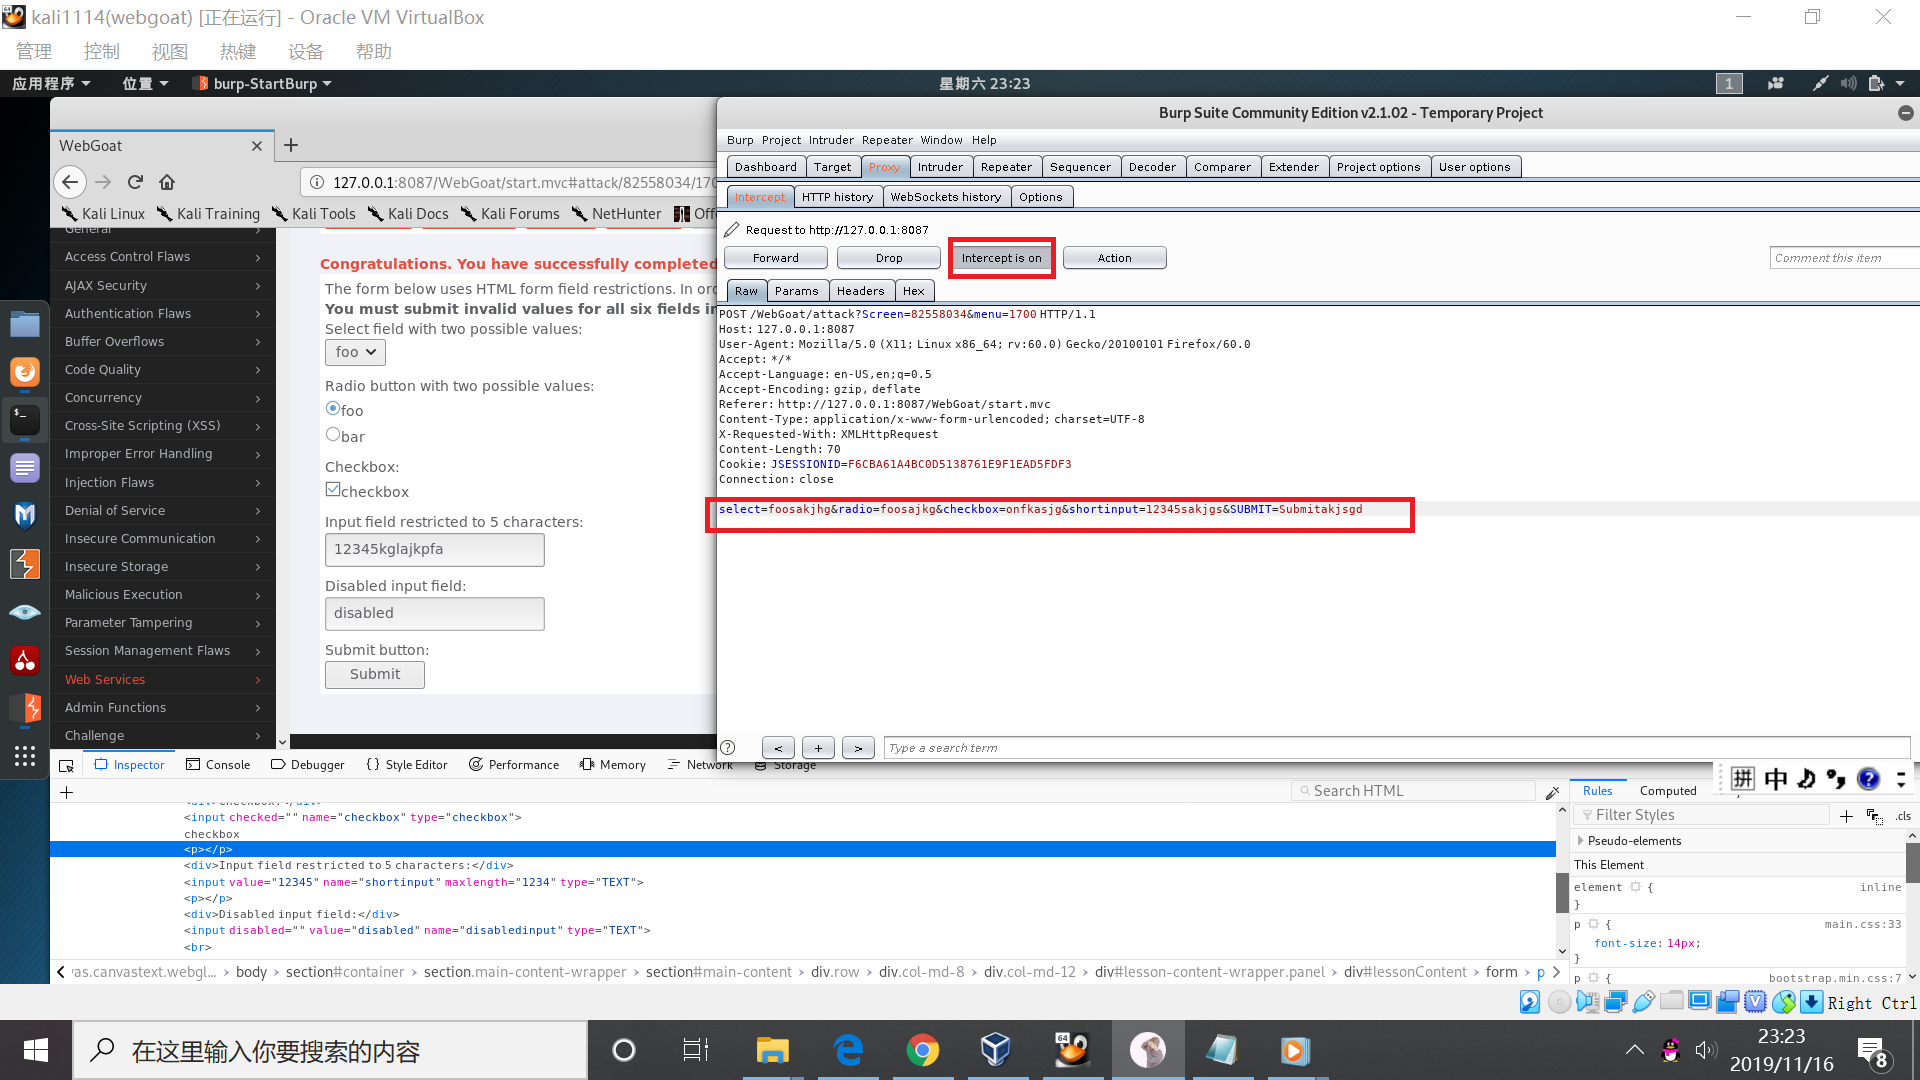 kali1114(webgoat) [正在运行] - Oracle VM VirtualBox
管理 控制 视图 热键 设备 帮助
应用程序 位置 burp-StartBurp 星期六 23:23 1
WebGoat
127.0.0.1:8087/WebGoat/start.mvc#attack/82558034/170
Kali Linux Kali Training Kali Tools Kali Docs Kali Forums NetHunter Off
General
Access Control Flaws
AJAX Security
Authentication Flaws
Buffer Overflows
Code Quality
Concurrency
Cross-Site Scripting (XSS)
Improper Error Handling
Injection Flaws
Denial of Service
Insecure Communication
Insecure Storage
Malicious Execution
Parameter Tampering
Session Management Flaws
Web Services
Admin Functions
Challenge
Congratulations. You have successfully completed
The form below uses HTML form field restrictions. In or
You must submit invalid values for all six fields i
Select field with two possible values:
foo
Radio button with two possible values:
foo
bar
Checkbox:
checkbox
Input field restricted to 5 characters:
12345kglajkpfa
Disabled input field:
disabled
Submit button:
Submit
Burp Suite Community Edition v2.1.02 - Temporary Project
Burp Project Intruder Repeater Window Help
Dashboard Target Proxy Intruder Repeater Sequencer Decoder Comparer Extender Project options User options
Intercept HTTP history WebSockets history Options
Request to http://127.0.0.1:8087
Forward Drop Intercept is on Action Comment this item
Raw Params Headers Hex
POST /WebGoat/attack?Screen=82558034&menu=1700 HTTP/1.1
Host: 127.0.0.1:8087
User-Agent: Mozilla/5.0 (X11; Linux x86_64; rv:60.0) Gecko/20100101 Firefox/60.0
Accept: */*
Accept-Language: en-US,en;q=0.5
Accept-Encoding: gzip, deflate
Referer: http://127.0.0.1:8087/WebGoat/start.mvc
Content-Type: application/x-www-form-urlencoded; charset=UTF-8
X-Requested-With: XMLHttpRequest
Content-Length: 70
Cookie: JSESSIONID=F6CBA61A4BC0D5138761E9F1EAD5FDF3
Connection: close
select=foosakjhg&radio=foosajkg&checkbox=onfkasjg&shortinput=12345sakjgs&SUBMIT=Submitakjsgd
? < + > Type a search term
Inspector Console Debugger {} Style Editor Performance Memory Network Storage
拼 中
+ Search HTML
Rules Computed
Filter Styles + .cls
Pseudo-elements
This Element
element { inline
}
p { main.css:33
font-size: 14px;
}
p { bootstrap.min.css:7
<input checked="" name="checkbox" type="checkbox">
checkbox
<p></p>
<div>Input field restricted to 5 characters:</div>
<input value="12345" name="shortinput" maxlength="1234" type="TEXT">
<p></p>
<div>Disabled input field:</div>
<input disabled="" value="disabled" name="disabledinput" type="TEXT">
<br>
vas.canvastext.webgl... › body › section#container › section.main-content-wrapper › section#main-content › div.row › div.col-md-8 › div.col-md-12 › div#lesson-content-wrapper.panel › div#lessonContent › form › p
Right Ctrl
在这里输入你要搜索的内容
64
23:23
2019/11/16
8